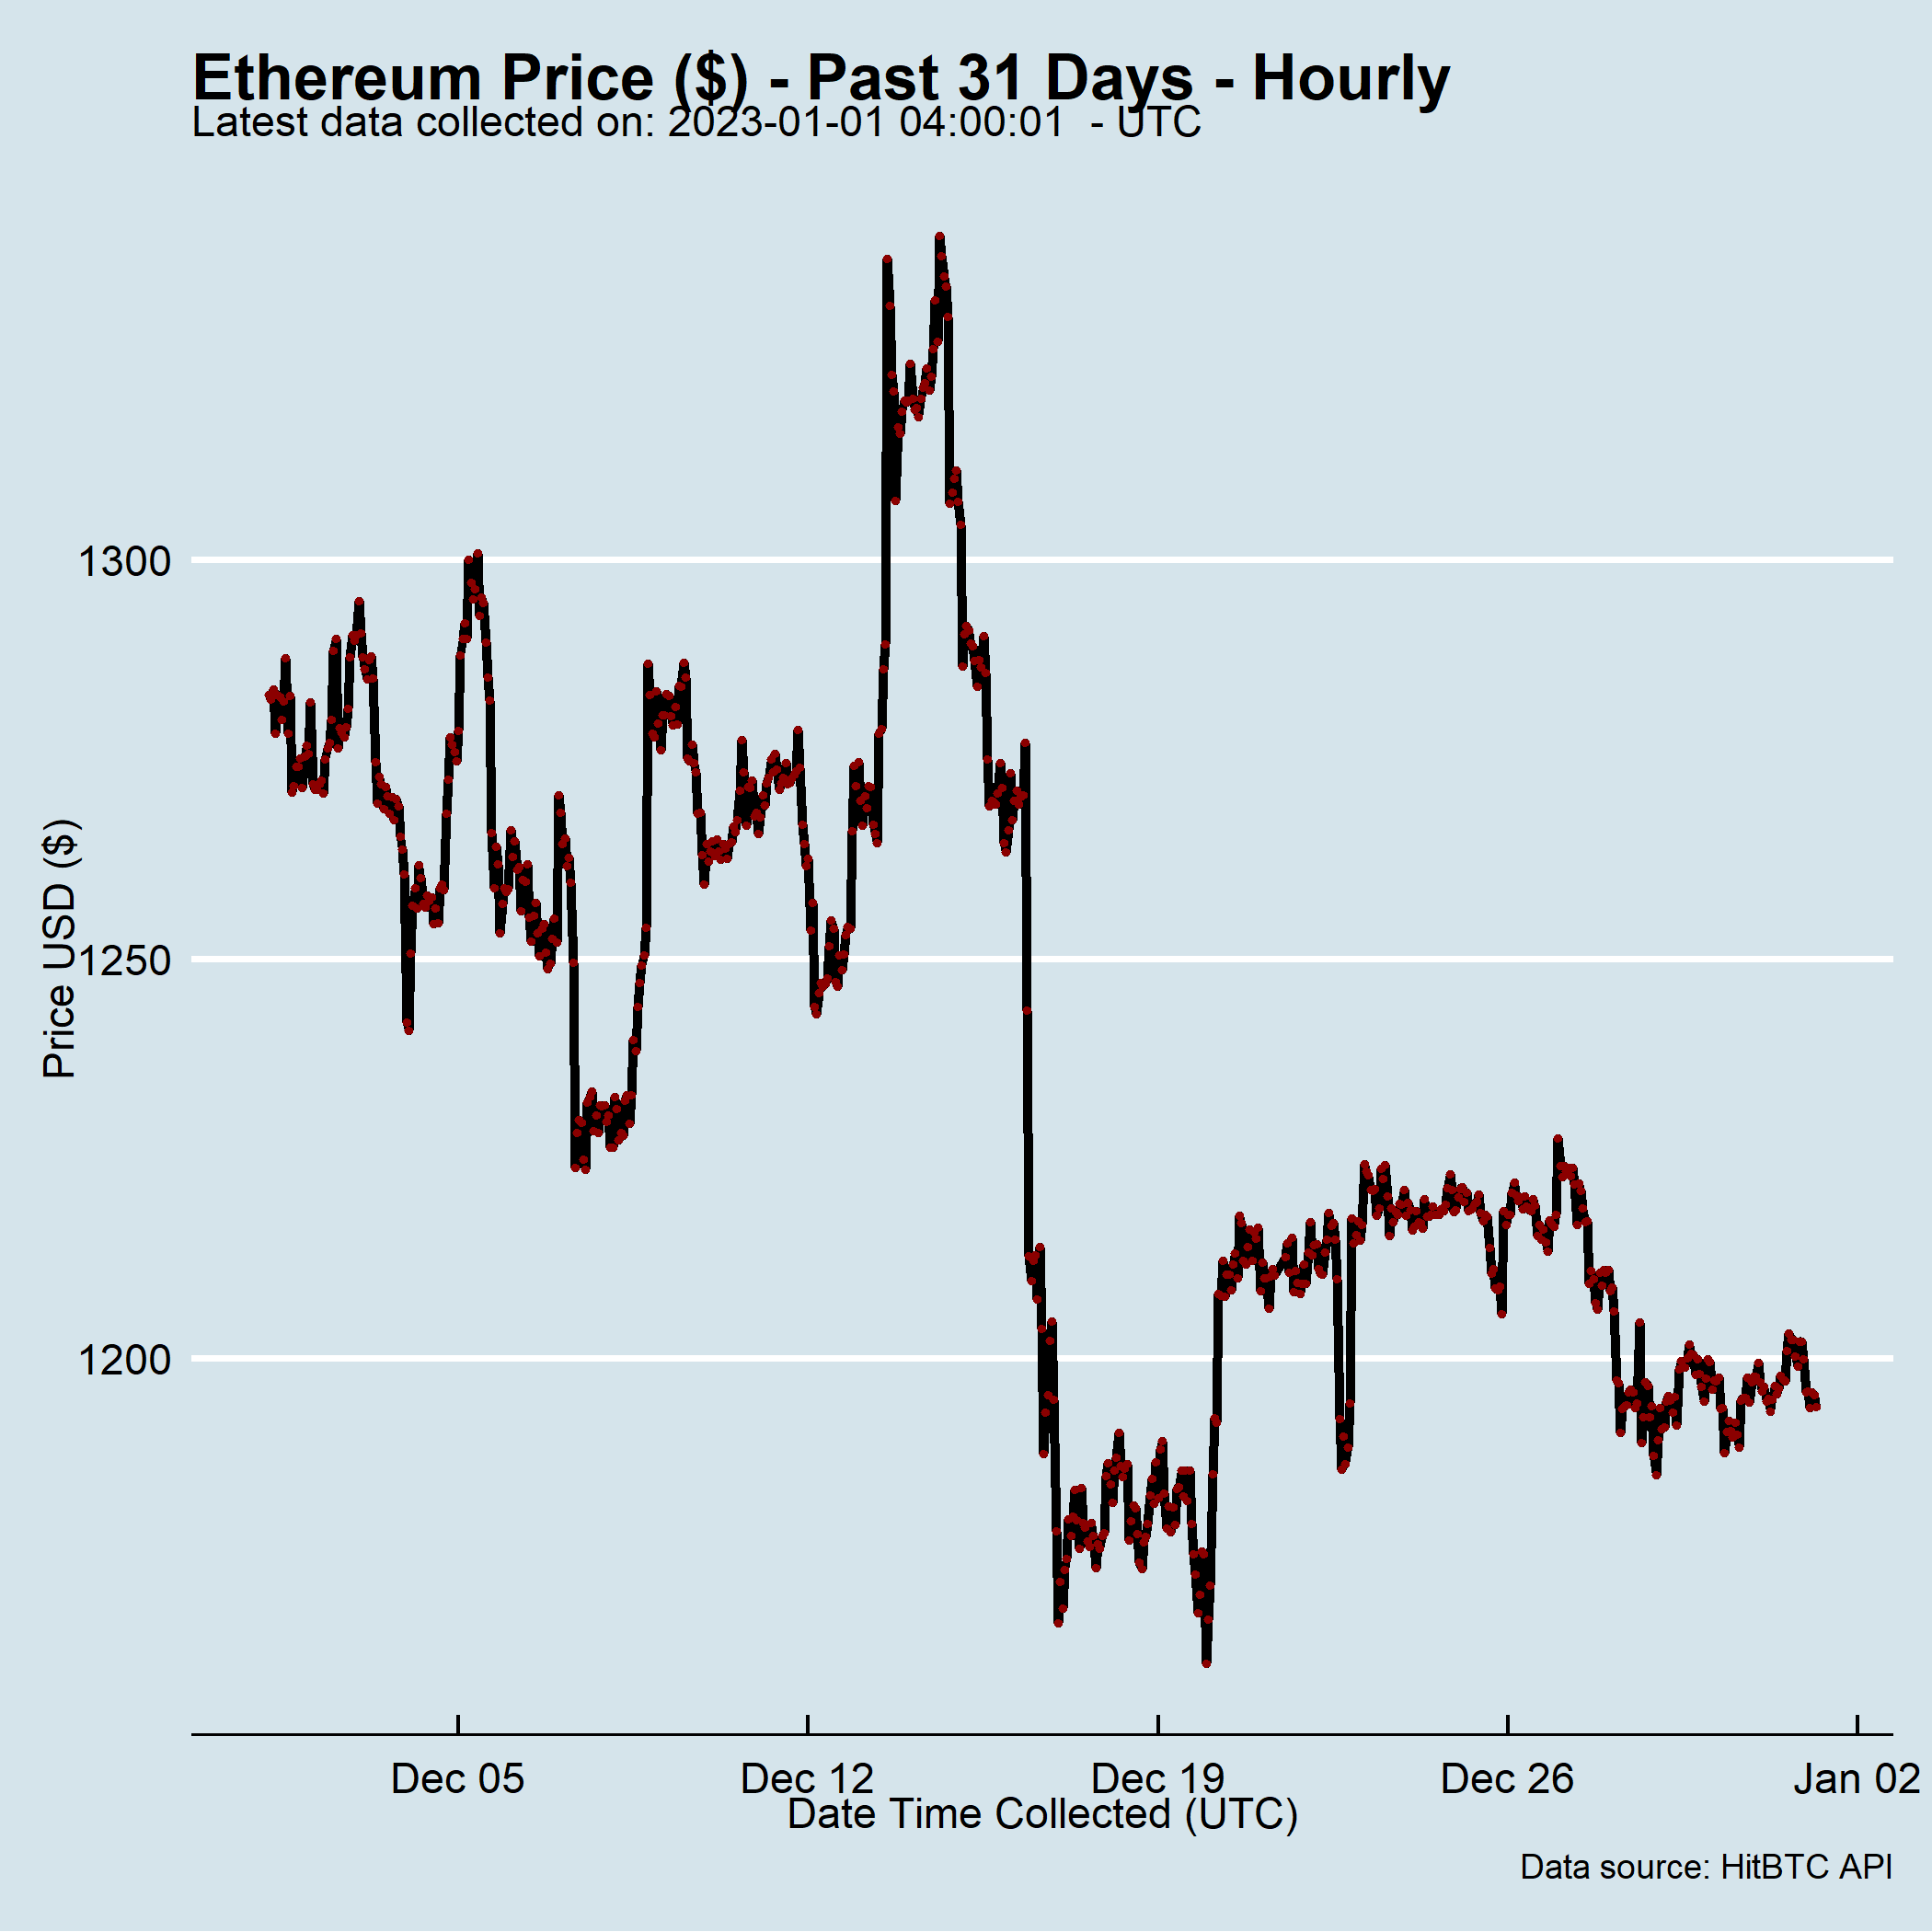 Ethereum Price ($) - Past 31 Days - Hourly
Latest data collected on: 2023-01-01 04:00:01  - UTC
Price USD ($)
1300
1250
1200
Dec 05
Dec 12
Dec 19
Dec 26
Jan 02
Date Time Collected (UTC)
Data source: HitBTC API